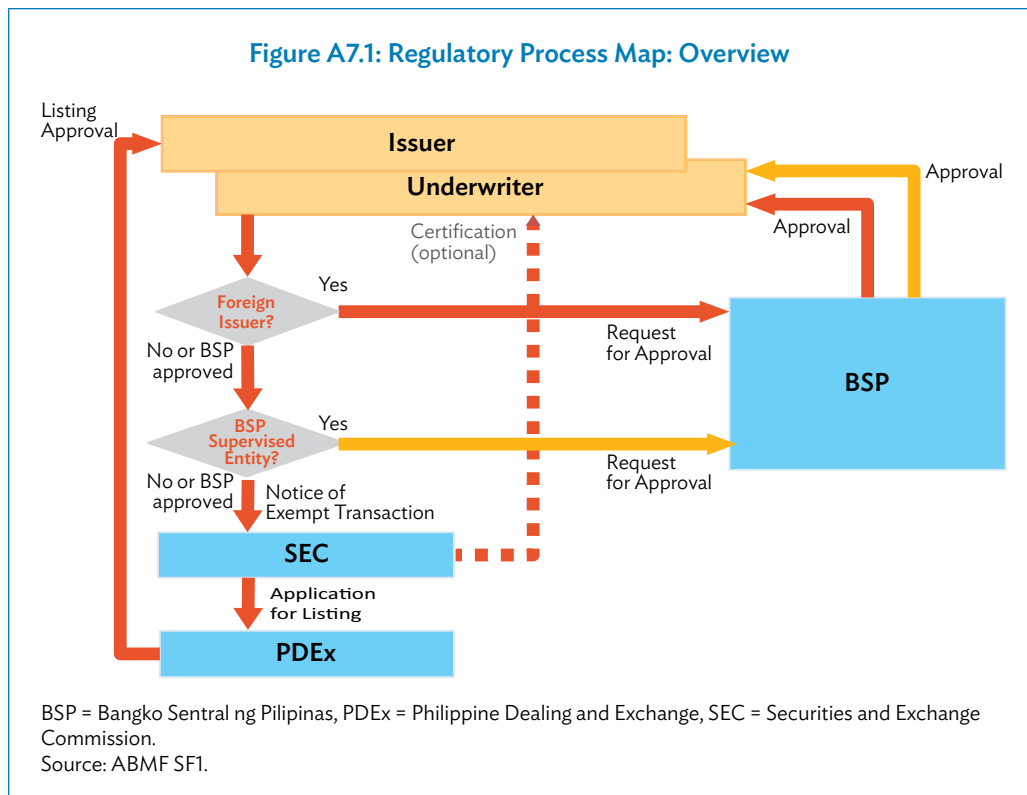 Figure A7.1: Regulatory Process Map: Overview
Listing
Approval
Issuer
Underwriter
Approval
Approval
Certification
(optional)
Foreign
Issuer?
Yes
Request
for Approval
No or BSP
approved
BSP
BSP
Supervised
Entity?
Yes
Request
for Approval
No or BSP
approved
Notice of
Exempt Transaction
SEC
Application
for Listing
PDEx
BSP = Bangko Sentral ng Pilipinas, PDEx = Philippine Dealing and Exchange, SEC = Securities and Exchange
Commission.
Source: ABMF SF1.